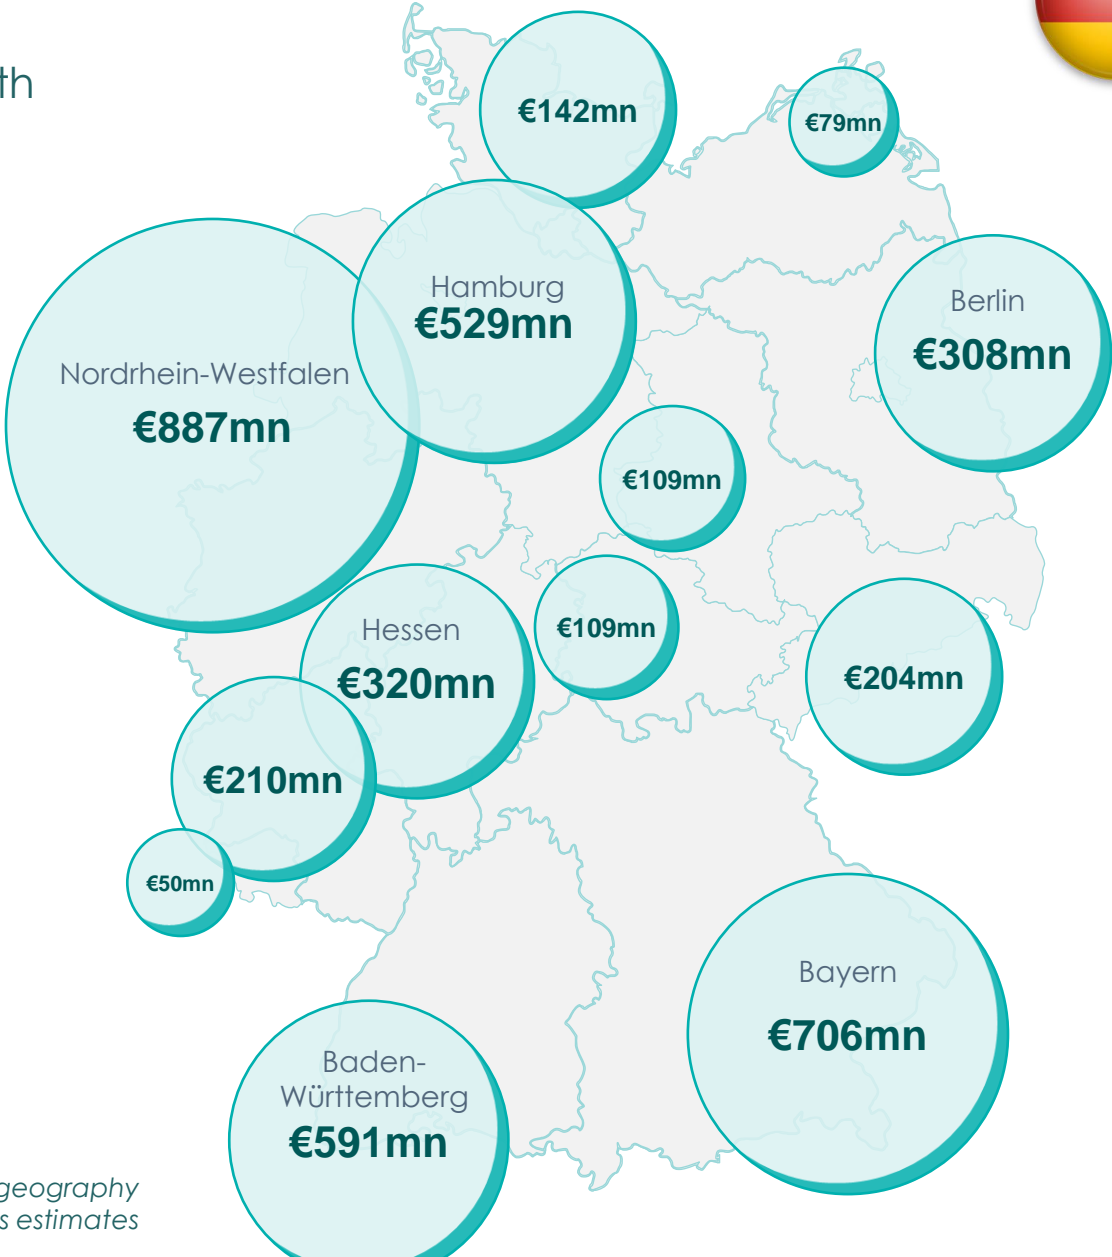 th
€142mn
€79mn
Hamburg
€529mn
Berlin
€308mn
Nordrhein-Westfalen
€887mn
€109mn
Hessen
€320mn
€109mn
€204mn
€210mn
€50mn
Bayern
€706mn
Baden-
Württemberg
€591mn
geography
s estimates